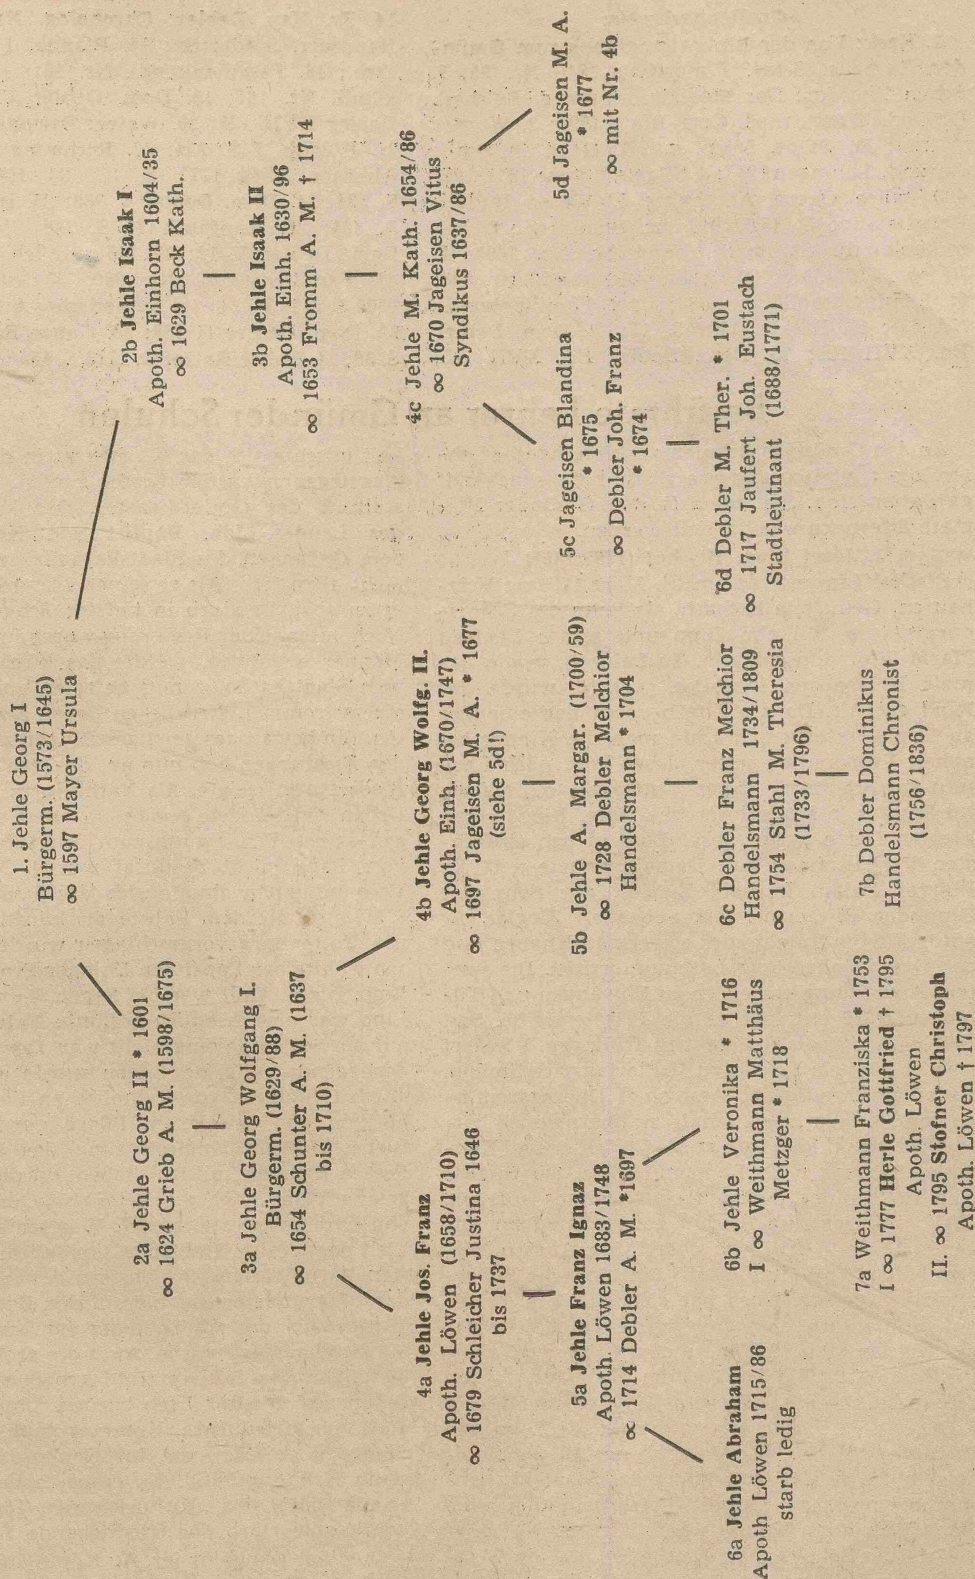 1. Jehle Georg I
Bürgerm. (1573/1645)
∞ 1597 Mayer Ursula
2a Jehle Georg II * 1601
∞ 1624 Grieb A. M. (1598/1675)
2b Jehle Isaak I
Apoth. Einhorn 1604/35
∞ 1629 Beck Kath.
3a Jehle Georg Wolfgang I.
Bürgerm. (1629/88)
∞ 1654 Schunter A. M. (1637
bis 1710)
3b Jehle Isaak II
Apoth. Einh. 1630/96
∞ 1653 Fromm A. M. † 1714
4a Jehle Jos. Franz
Apoth. Löwen (1658/1710)
∞ 1679 Schleicher Justina 1646
bis 1737
4b Jehle Georg Wolfg. II.
Apoth. Einh. (1670/1747)
∞ 1697 Jageisen M. A. * 1677
(siehe 5d!)
4c Jehle M. Kath. 1654/86
∞ 1670 Jageisen Vitus
Syndikus 1637/86
5a Jehle Franz Ignaz
Apoth. Löwen 1683/1748
∞ 1714 Debler A. M. *1697
5b Jehle A. Margar. (1700/59)
∞ 1728 Debler Melchior
Handelsmann * 1704
5c Jageisen Blandina
* 1675
∞ Debler Joh. Franz
* 1674
5d Jageisen M. A.
* 1677
∞ mit Nr. 4b
6a Jehle Abraham
Apoth Löwen 1715/86
starb ledig
6b Jehle Veronika * 1716
I ∞ Weithmann Matthäus
Metzger * 1718
6c Debler Franz Melchior
Handelsmann 1734/1809
∞ 1754 Stahl M. Theresia
(1733/1796)
6d Debler M. Ther. * 1701
∞ 1717 Jaufert Joh. Eustach
Stadtleutnant (1688/1771)
7a Weithmann Franziska * 1753
I ∞ 1777 Herle Gottfried † 1795
Apoth. Löwen
II. ∞ 1795 Stofner Christoph
Apoth. Löwen † 1797
7b Debler Dominikus
Handelsmann Chronist
(1756/1836)